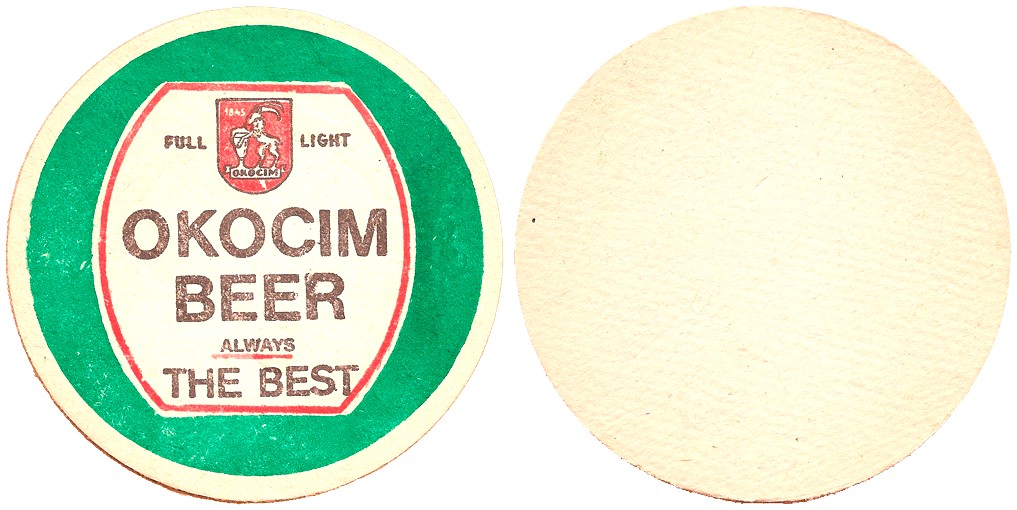 1845
OKOCIM
FULL LIGHT
OKOCIM
BEER
ALWAYS
THE BEST